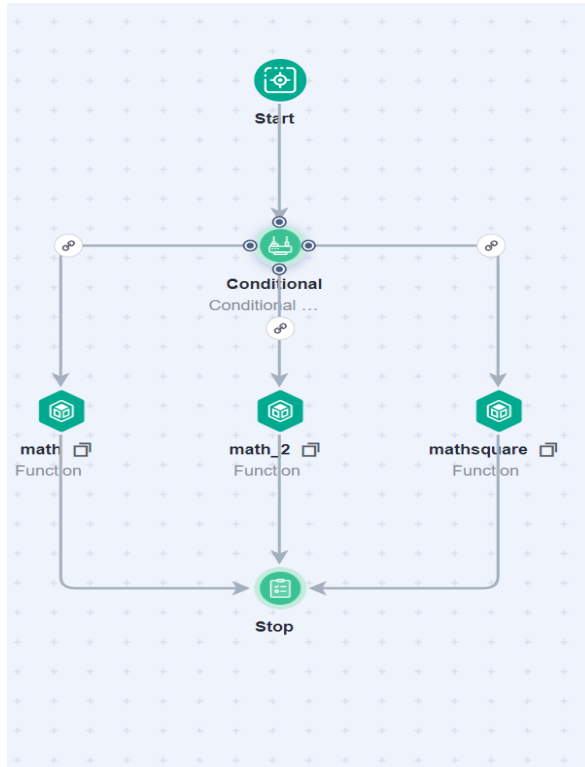 Start
Conditional
Conditional ...
math
Function
math_2
Function
mathsquare
Function
Stop